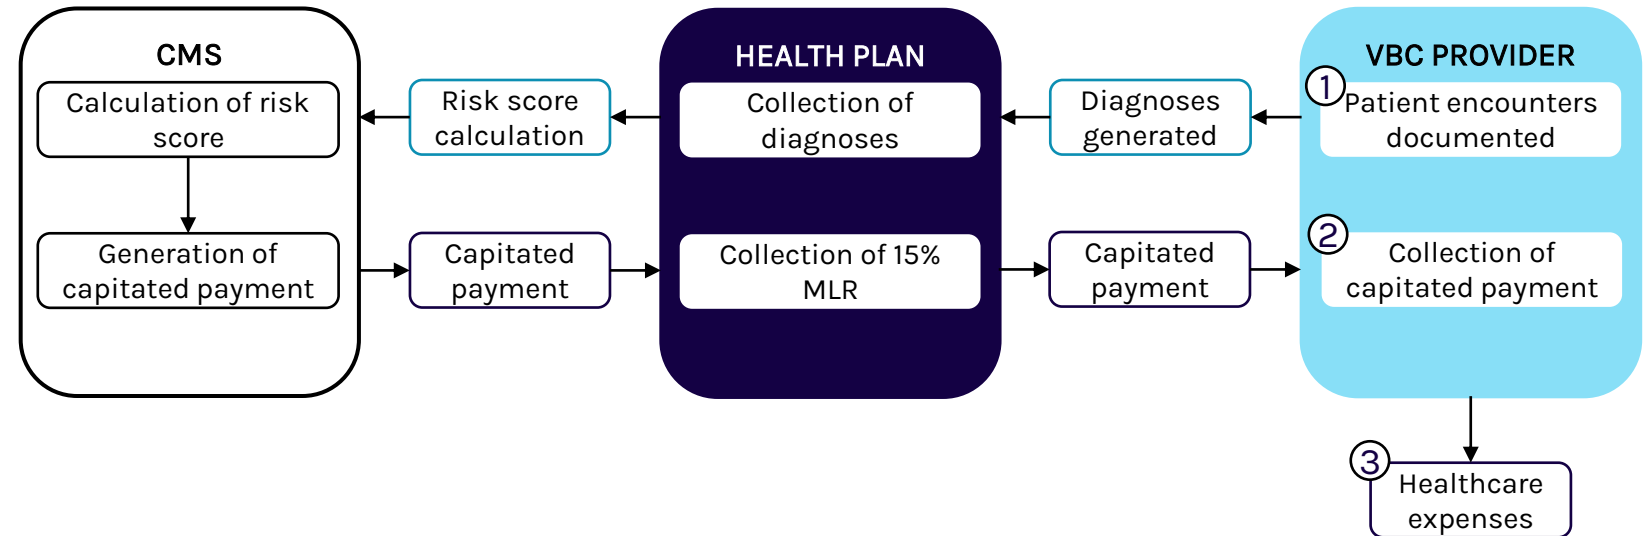 CMS
Calculation of risk
score
Generation of
capitated payment
Risk score
calculation
Capitated
payment
HEALTH PLAN
Collection of
diagnoses
Collection of 15%
MLR
Diagnoses
generated
Capitated
payment
VBC PROVIDER
1
Patient encounters
documented
2
Collection of
capitated payment
3
Healthcare
expenses